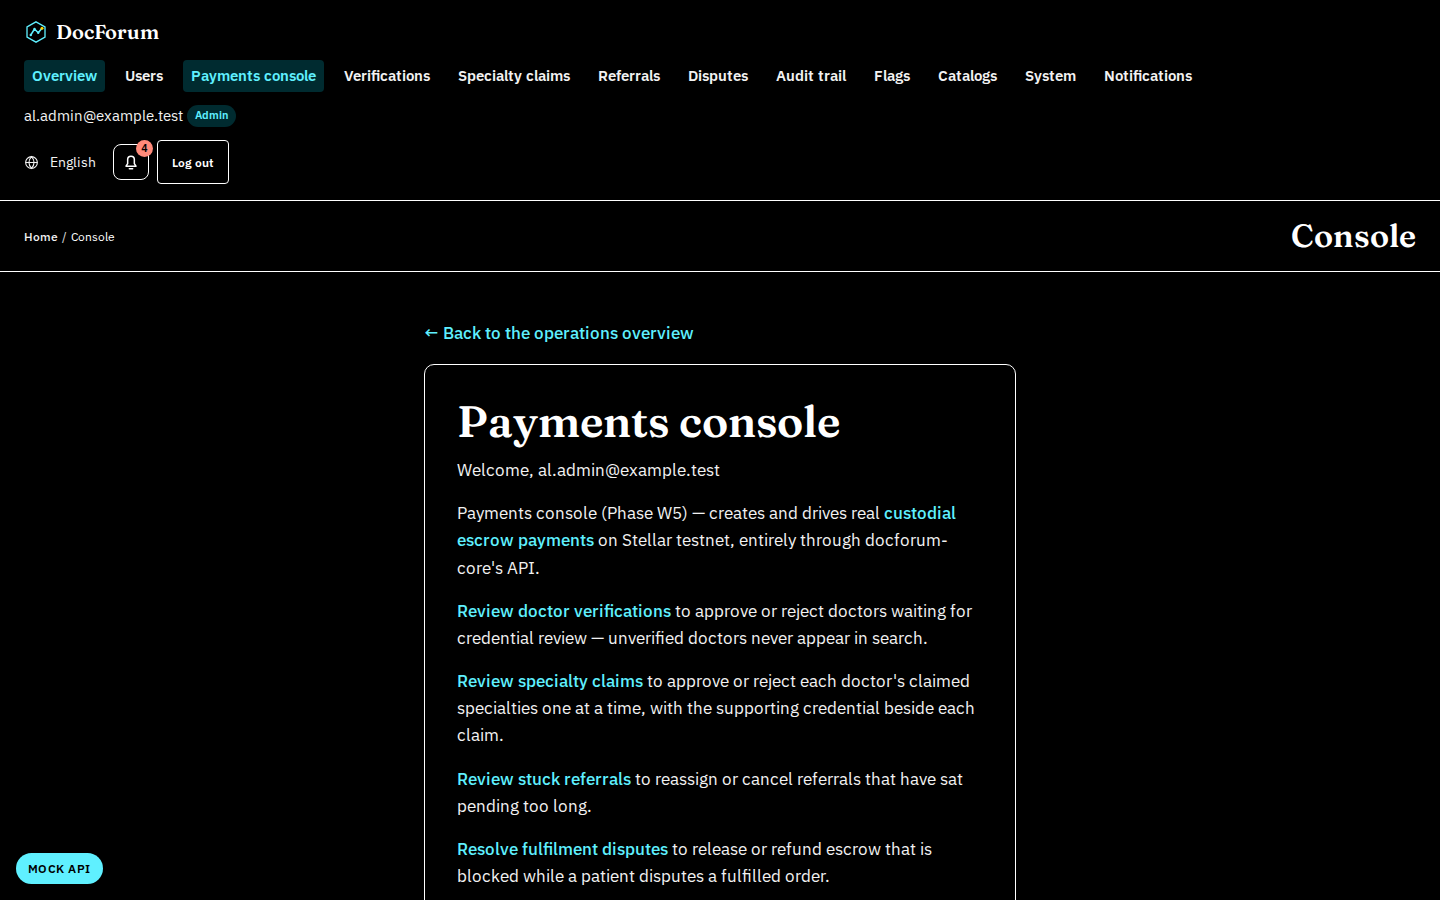 DocForum
Overview Users Payments console Verifications Specialty claims Referrals Disputes Audit trail Flags Catalogs System Notifications
al.admin@example.test Admin
English 4 Log out
Home / Console
Console
← Back to the operations overview
Payments console
Welcome, al.admin@example.test
Payments console (Phase W5) — creates and drives real custodial
escrow payments on Stellar testnet, entirely through docforum-
core's API.
Review doctor verifications to approve or reject doctors waiting for
credential review — unverified doctors never appear in search.
Review specialty claims to approve or reject each doctor's claimed
specialties one at a time, with the supporting credential beside each
claim.
Review stuck referrals to reassign or cancel referrals that have sat
pending too long.
Resolve fulfilment disputes to release or refund escrow that is
blocked while a patient disputes a fulfilled order.
MOCK API